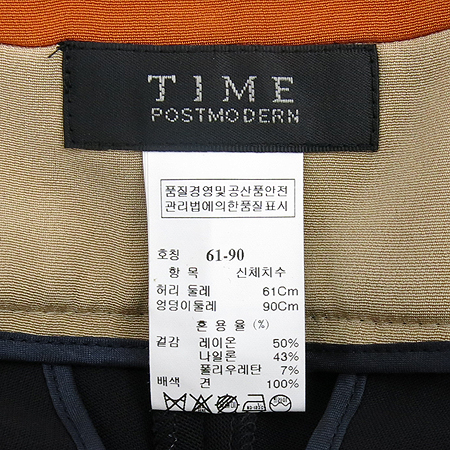 TIME
POSTMODERN
품질경영및공산품안전
관리법에의한품질표시
호칭 61-90
항 목 신체치수
허리 둘레 61Cm
엉덩이둘레 90Cm
혼 용 율 (%)
겉감 레이온 50%
나일론 43%
폴리우레탄 7%
배색 견 100%